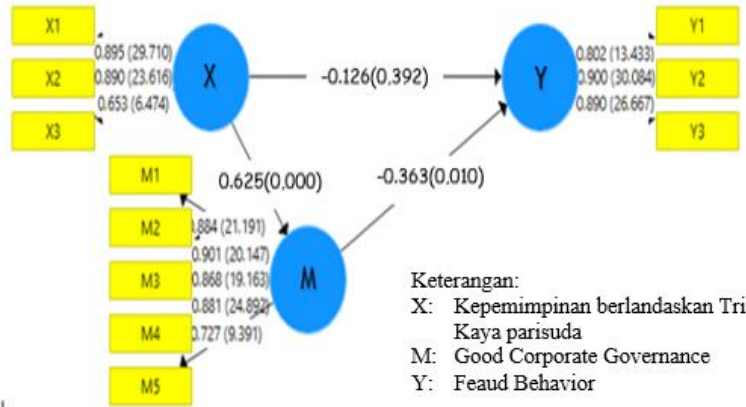 X1
X2
X3
0.895 (29.710)
0.890 (23.616)
0.653 (6.474)
X
-0.126(0.392)
Y
0.802 (13.433)
0.900 (30.084)
0.890 (26.667)
Y1
Y2
Y3
0.625(0,000)
-0.363(0,010)
M1
M2
M3
M4
M5
.884 (21.191)
0.901 (20.147)
0.868 (19.163)
0.881 (24.892)
0.727 (9.391)
M
Keterangan:
X: Kepemimpinan berlandaskan Tri
Kaya parisuda
M: Good Corporate Governance
Y: Feaud Behavior